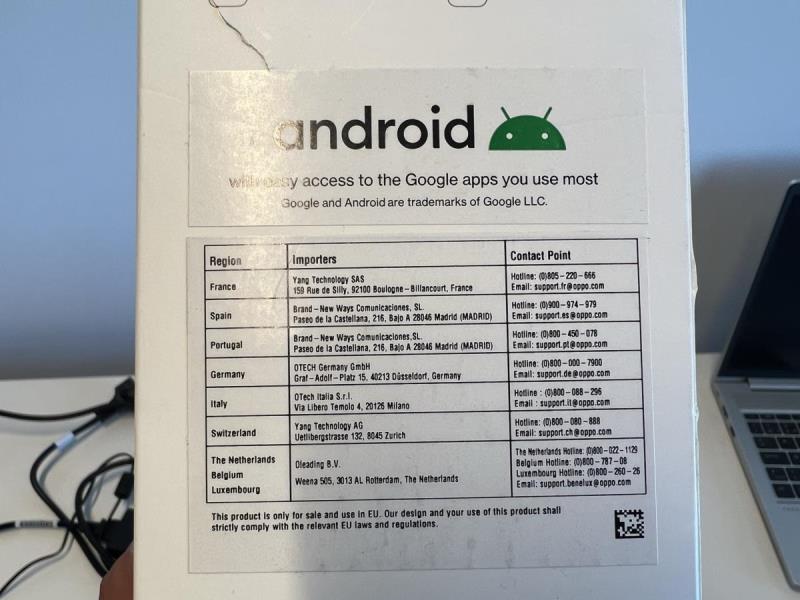 android
with easy access to the Google apps you use most
Google and Android are trademarks of Google LLC.
Region Importers Contact Point
France Yang Technology SAS Hotline: (0)805-220-666
159 Rue de Silly, 92100 Boulogne-Billancourt, France Email: support.fr@oppo.com
Spain Brand-New Ways Comunicaciones, SL. Hotline: (0)900-974-979
Paseo de la Castellana, 216, Bajo A 28046 Madrid (MADRID) Email: support.es@oppo.com
Portugal Brand-New Ways Comunicaciones,SL. Hotline: (0)800-450-078
Paseo de la Castellana, 216, Bajo A 28046 Madrid (MADRID) Email: support.pt@oppo.com
Germany OTECH Germany GmbH Hotline: (0)800-000-7900
Graf-Adolf-Platz 15, 40213 Düsseldorf, Germany Email: support.de@oppo.com
Italy OTech Italia S.r.l. Hotline : (0)800-088-296
Via Libero Temolo 4, 20126 Milano Email : support.it@oppo.com
Switzerland Yang Technology AG Hotline: (0)800-080-888
Uetlibergstrasse 132, 8045 Zurich Email: support.ch@oppo.com
The Netherlands Oleading B.V. The Netherlands Hotline: (0)800-022-1129
Belgium Weena 505, 3013 AL Rotterdam, The Netherlands Belgium Hotline: (0)800-787-08
Luxembourg Luxembourg Hotline: (0)800-260-26
Email: support.benelux@oppo.com
This product is only for sale and use in EU. Our design and your use of this product shall
strictly comply with the relevant EU laws and regulations.